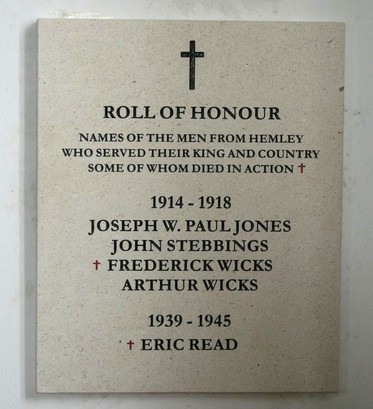 ROLL OF HONOUR
NAMES OF THE MEN FROM HEMLEY
WHO SERVED THEIR KING AND COUNTRY
SOME OF WHOM DIED IN ACTION †
1914 - 1918
JOSEPH W. PAUL JONES
JOHN STEBBINGS
† FREDERICK WICKS
ARTHUR WICKS
1939 - 1945
† ERIC READ